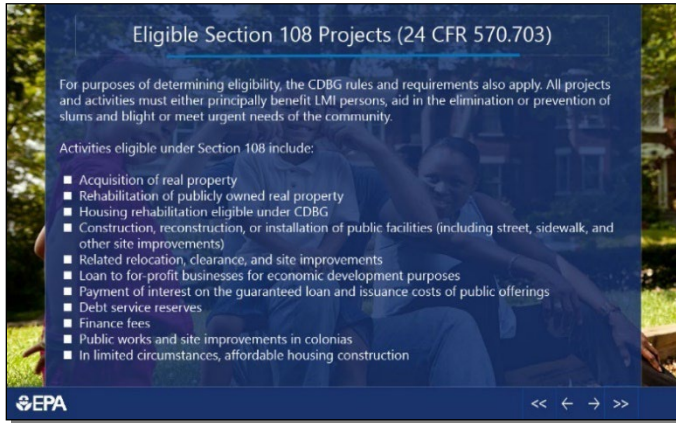 Eligible Section 108 Projects (24 CFR 570.703)
For purposes of determining eligibility, the CDBG rules and requirements also apply. All projects
and activities must either principally benefit LMI persons, aid in the elimination or prevention of
slums and blight or meet urgent needs of the community.
Activities eligible under Section 108 include:
■ Acquisition of real property
■ Rehabilitation of publicly owned real property
■ Housing rehabilitation eligible under CDBG
■ Construction, reconstruction, or installation of public facilities (including street, sidewalk, and
other site improvements)
■ Related relocation, clearance, and site improvements
■ Loan to for-profit businesses for economic development purposes
■ Payment of interest on the guaranteed loan and issuance costs of public offerings
■ Debt service reserves
■ Finance fees
■ Public works and site improvements in colonias
■ In limited circumstances, affordable housing construction
EPA << ← → >>